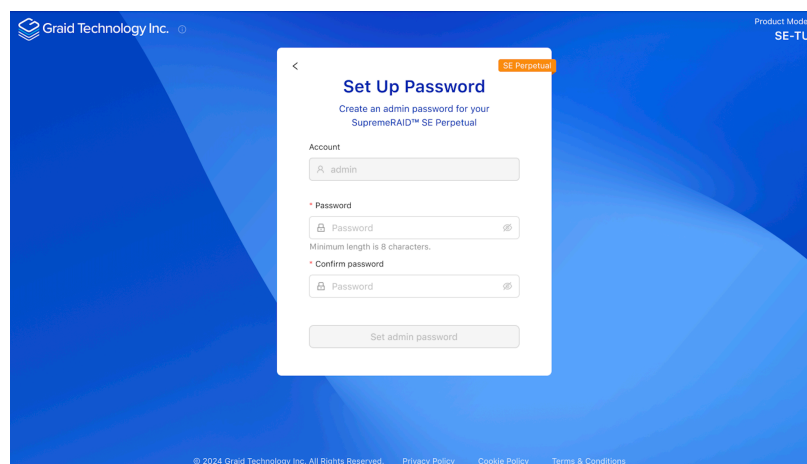 Graid Technology Inc.
Product Mode
SE-TU
SE Perpetual
Set Up Password
Create an admin password for your
SupremeRAID™ SE Perpetual
Account
admin
* Password
Password
Minimum length is 8 characters.
* Confirm password
Password
Set admin password
© 2024 Graid Technology Inc. All Rights Reserved. Privacy Policy Cookie Policy Terms & Conditions